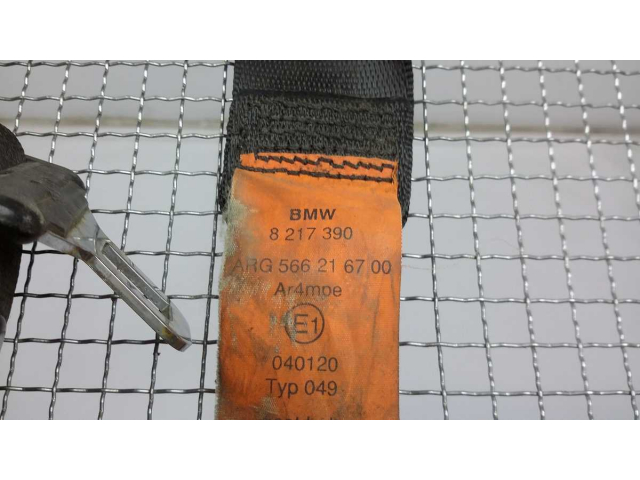 BMW
8 217 390
ARG 566 21 67 00
Ar4mpe
E1
040120
Typ 049